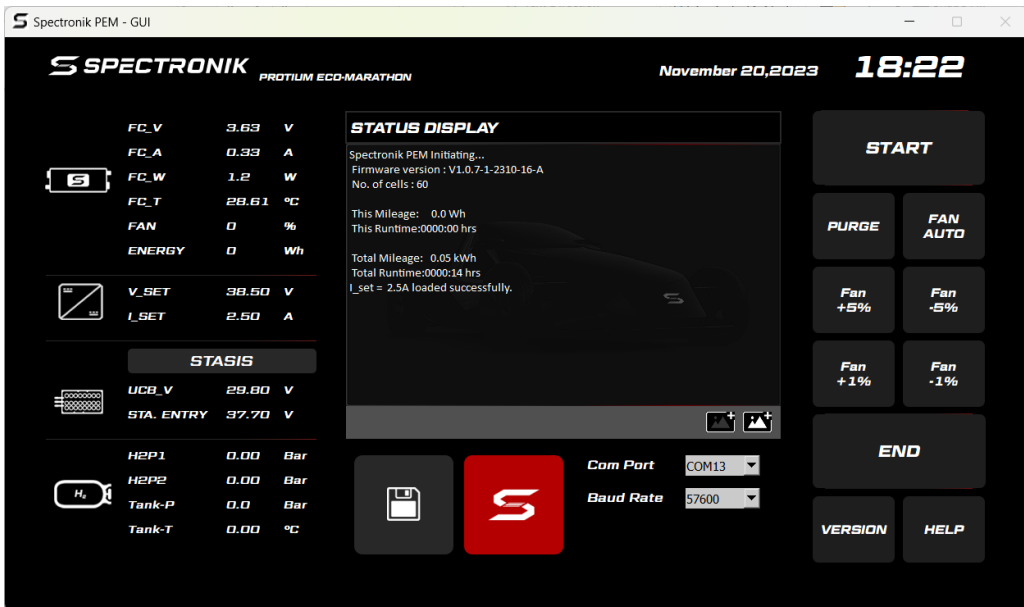 Spectronik PEM - GUI
SPECTRONIK PROTIUM ECO-MARATHON
November 20,2023 18:22
FC_V 3.63 V
FC_A 0.33 A
FC_W 1.2 W
FC_T 28.61 ºC
FAN 0 %
ENERGY 0 Wh
V_SET 38.50 V
I_SET 2.50 A
STASIS
UCB_V 29.80 V
STA. ENTRY 37.70 V
H2P1 0.00 Bar
H2P2 0.00 Bar
Tank-P 0.0 Bar
Tank-T 0.00 ºC
H₂
STATUS DISPLAY
Spectronik PEM Initiating...
Firmware version : V1.0.7-1-2310-16-A
No. of cells : 60
This Mileage: 0.0 Wh
This Runtime:0000:00 hrs
Total Mileage: 0.05 kWh
Total Runtime:0000:14 hrs
I_set = 2.5A loaded successfully.
Com Port COM13
Baud Rate 57600
START
PURGE
FAN
AUTO
Fan
+5%
Fan
-5%
Fan
+1%
Fan
-1%
END
VERSION
HELP